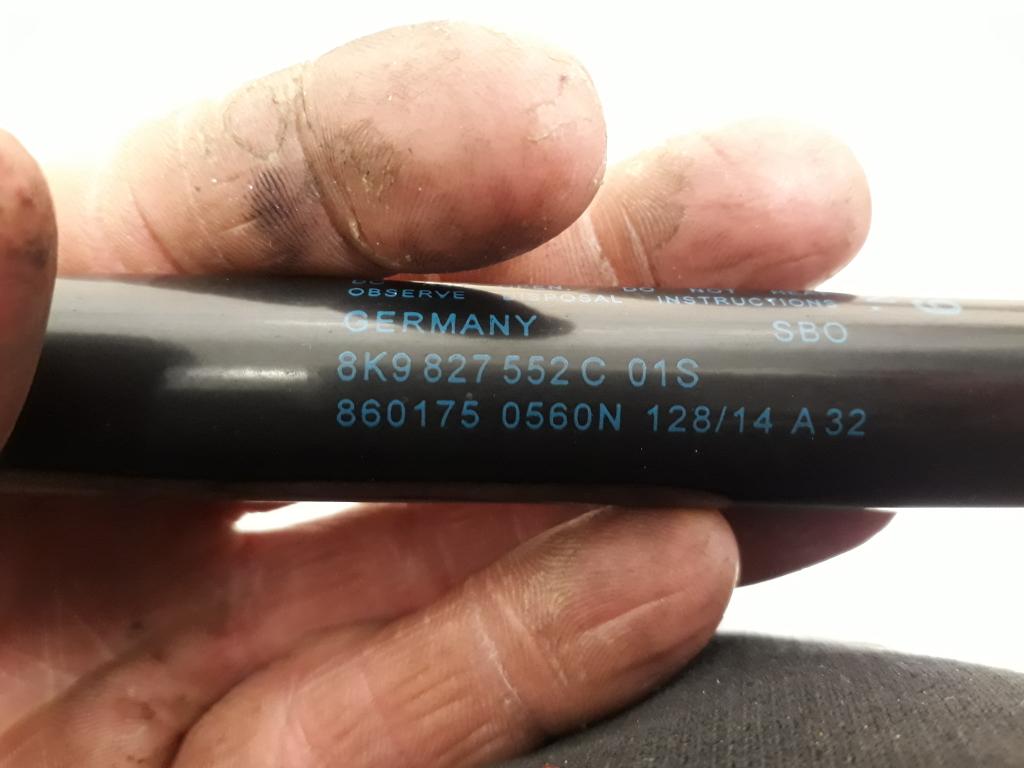 OBSERVE DISPOSAL INSTRUCTIONS
GERMANY SBO
8K9 827 552 C 01S
860175 0560N 128/14 A32